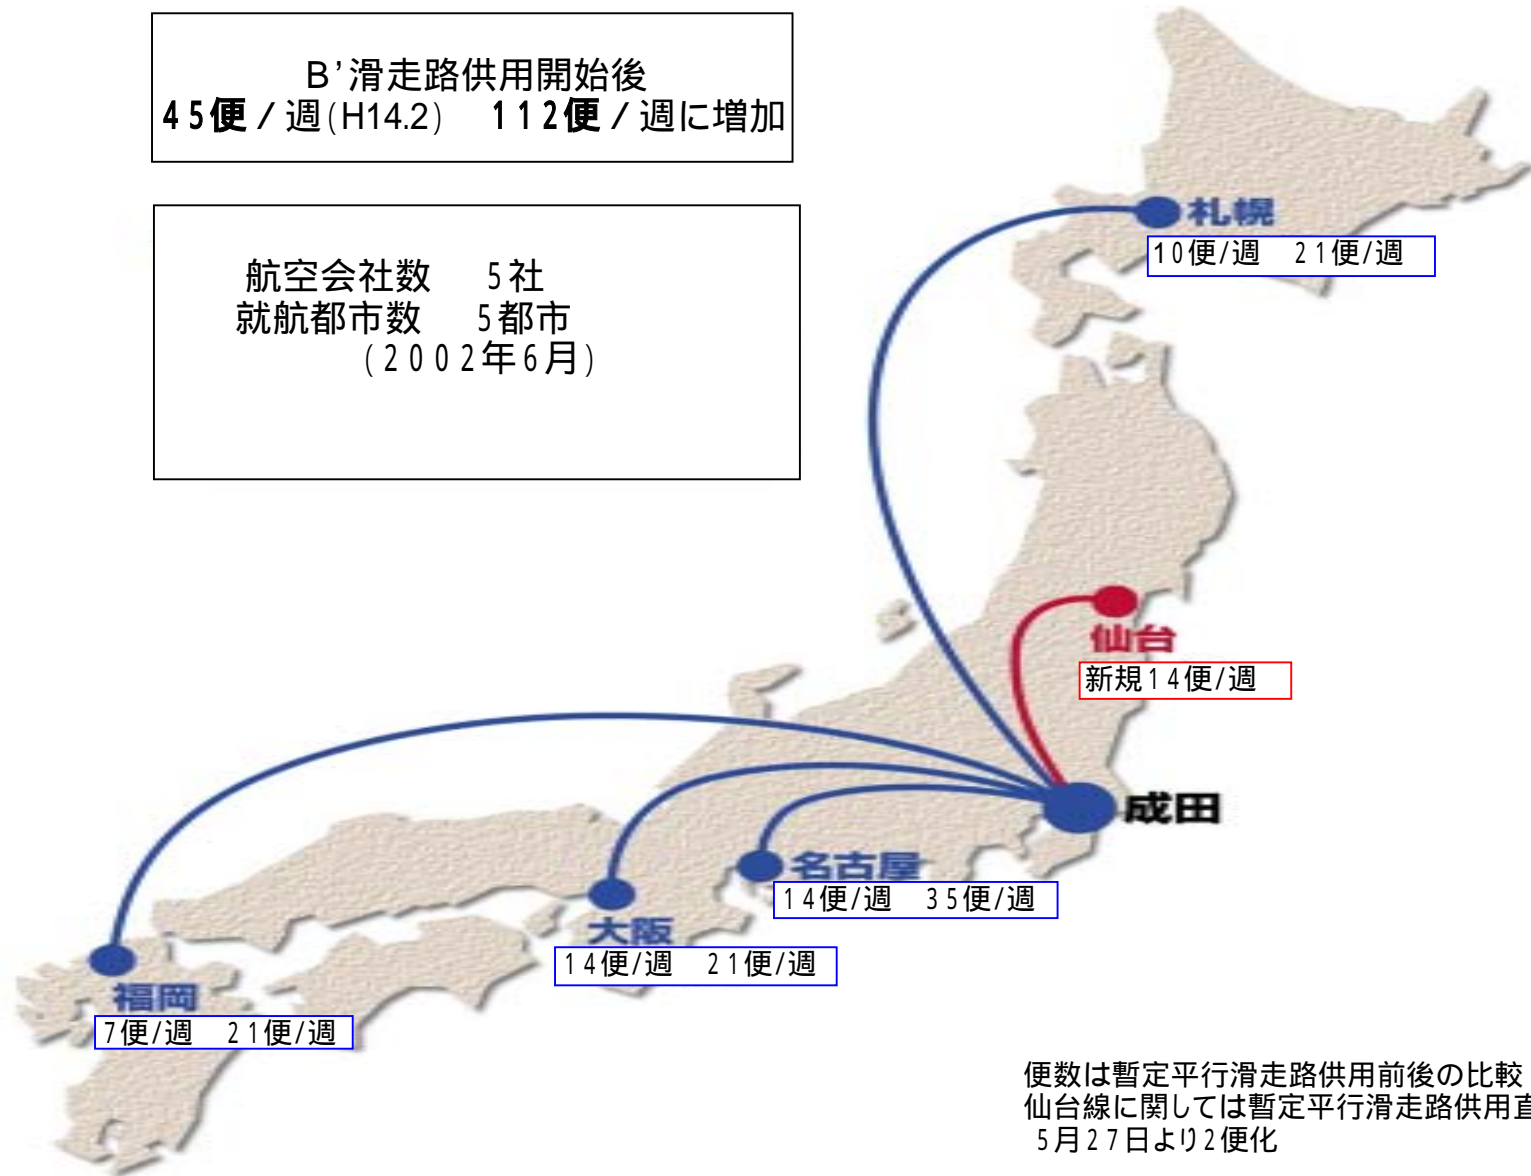 B’滑走路供用開始後
45便/週(H14.2)　112便/週に増加
航空会社数　5社
就航都市数　5都市
(2002年6月)
札幌
10便/週　21便/週
仙台
新規14便/週
成田
名古屋
14便/週　35便/週
大阪
14便/週　21便/週
福岡
7便/週　21便/週
便数は暫定平行滑走路供用前後の比較
仙台線に関しては暫定平行滑走路供用直
5月27日より2便化